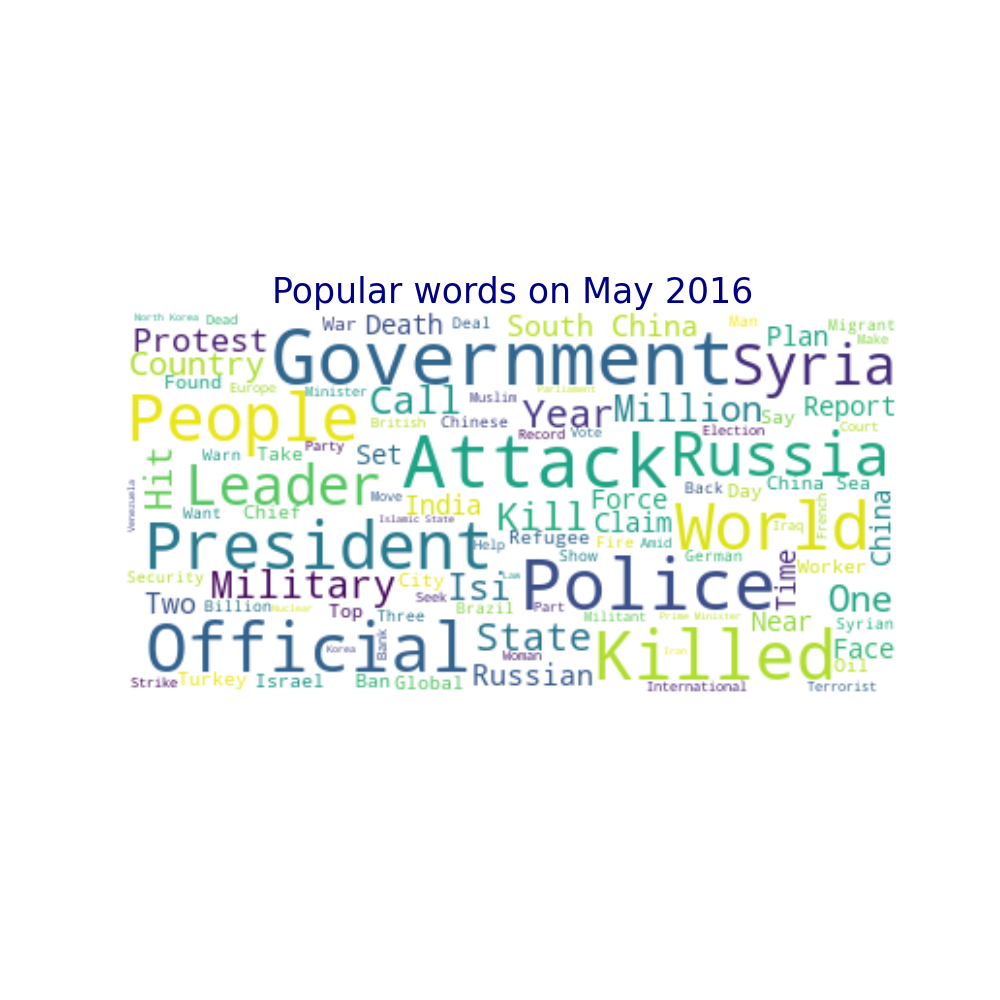 Popular words on May 2016
North Korea Dead War Death Deal South China Man Plan Migrant Make
Protest Government Syria
Country Found Europe Minister Call Muslim Parliament
People British Chinese Year Million Say Report Court
Party Record Vote Election
Warn Take Set Attack Russia
Hit Leader Move India Kill Force Back Day China Sea
Venezuela Want Chief Islamic State Claim World Iraq French China
President Help Refugee Fire Amid
Show German Worker
Security Military City Isi Law Police Time
Seek
Two Billion Nuclear Top Three Brazil Part Militant Prime Minister Near One Syrian
Official Korea Bank State Woman Killed Iran Face Oil
Strike Turkey Israel Ban Global Russian International Terrorist